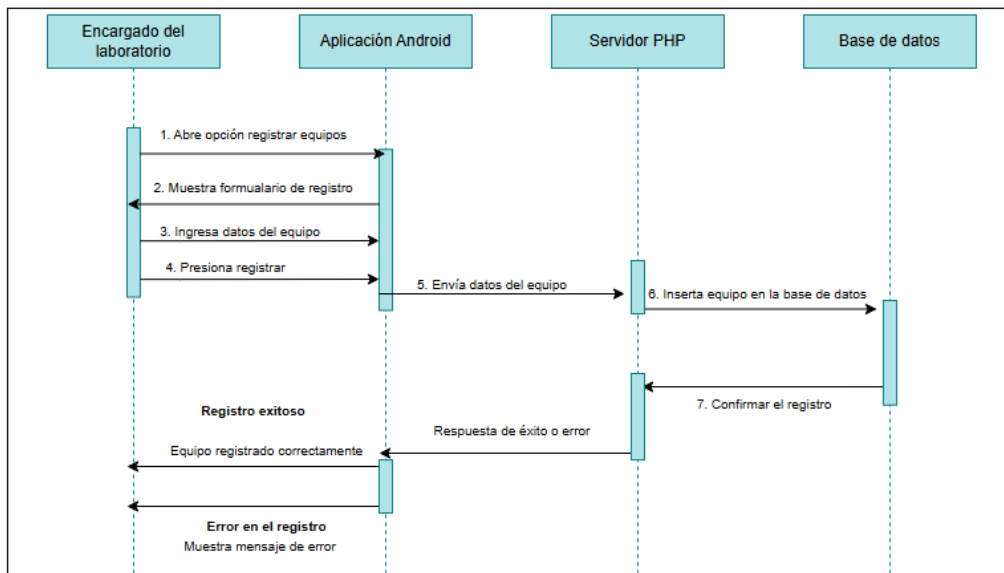 Encargado del
laboratorio
Aplicación Android
Servidor PHP
Base de datos
1. Abre opción registrar equipos
2. Muestra formualario de registro
3. Ingresa datos del equipo
4. Presiona registrar
5. Envía datos del equipo
6. Inserta equipo en la base de datos
7. Confirmar el registro
Registro exitoso
Respuesta de éxito o error
Equipo registrado correctamente
Error en el registro
Muestra mensaje de error